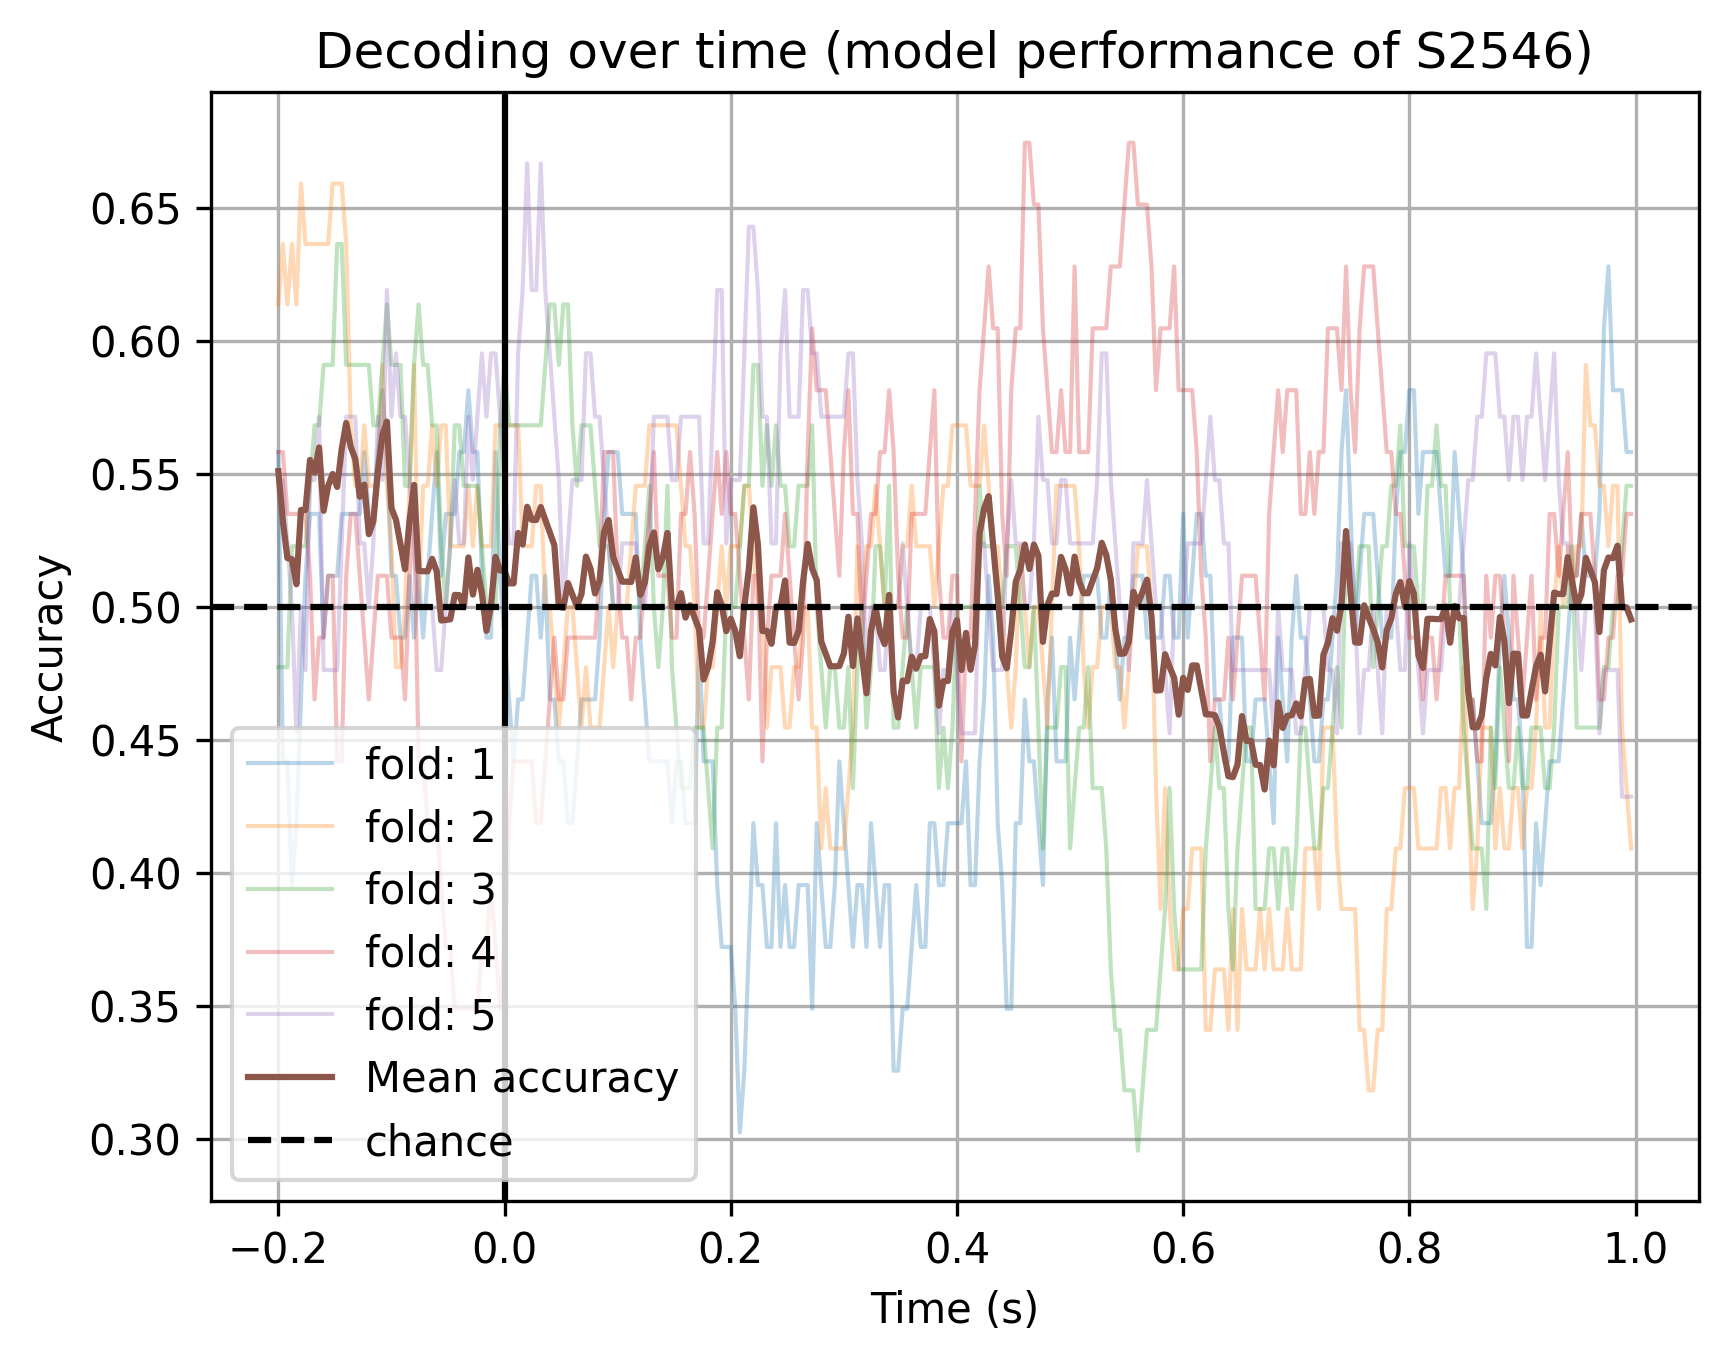 Decoding over time (model performance of S2546)
Accuracy
0.65
0.60
0.55
0.50
0.45
0.40
0.35
0.30
fold: 1
fold: 2
fold: 3
fold: 4
fold: 5
Mean accuracy
chance
−0.2 0.0 0.2 0.4 0.6 0.8 1.0
Time (s)